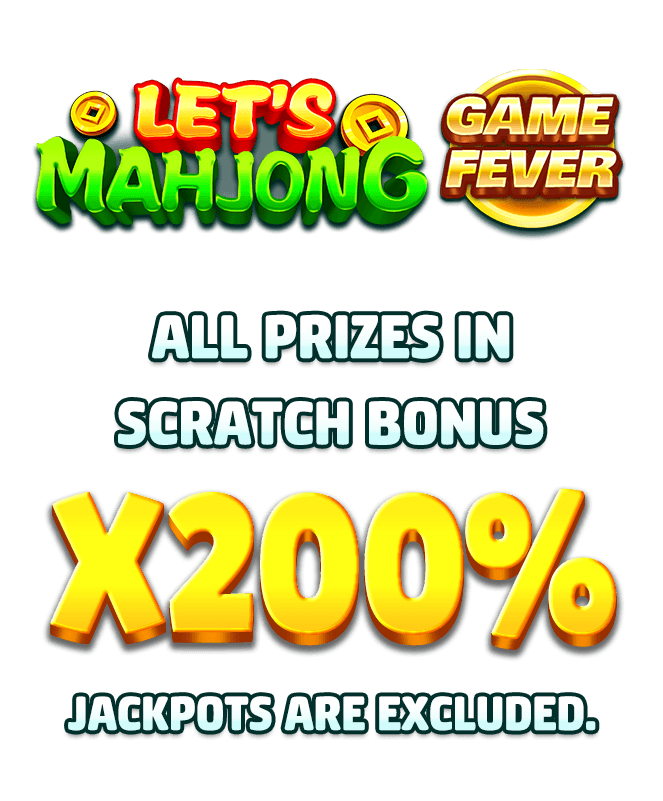 LET'S
MAHJONG
GAME
FEVER
ALL PRIZES IN
SCRATCH BONUS
X200%
JACKPOTS ARE EXCLUDED.